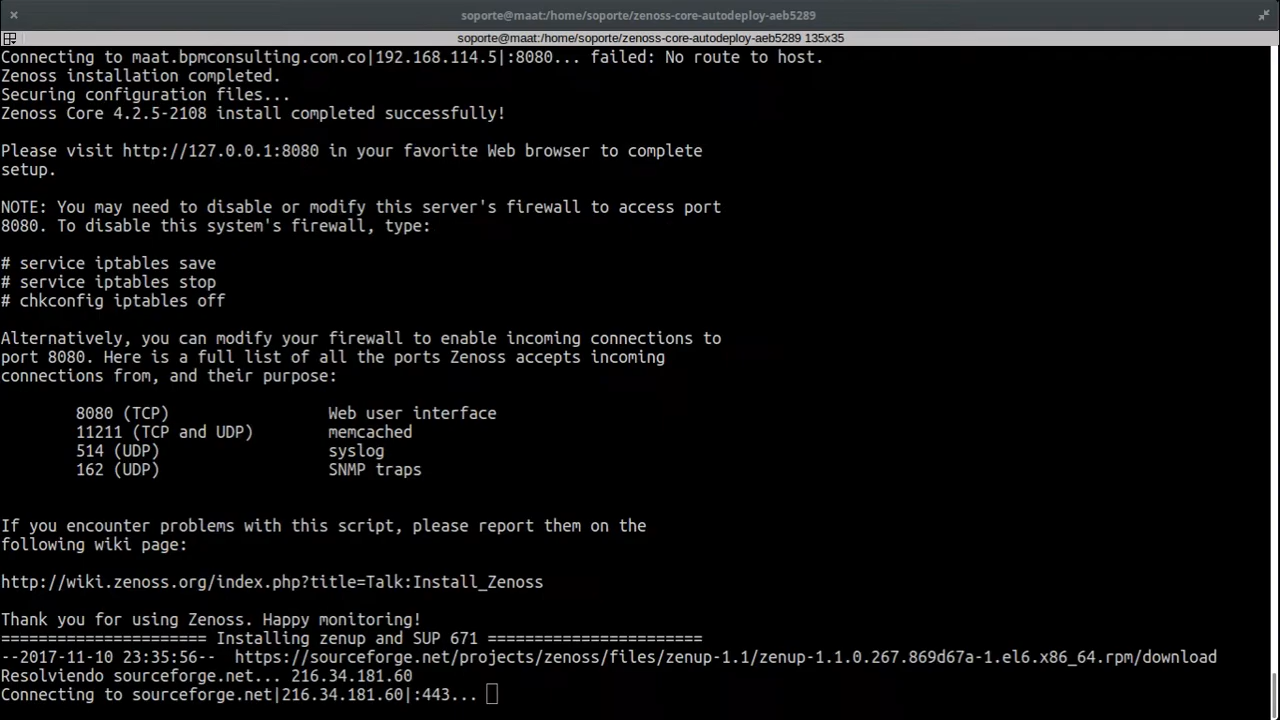 soporte@maat:/home/soporte/zenoss-core-autodeploy-aeb5289
soporte@maat:/home/soporte/zenoss-core-autodeploy-aeb5289 135x35
Connecting to maat.bpmconsulting.com.co|192.168.114.5|:8080... failed: No route to host.
Zenoss installation completed.
Securing configuration files...
Zenoss Core 4.2.5-2108 install completed successfully!
Please visit http://127.0.0.1:8080 in your favorite Web browser to complete
setup.
NOTE: You may need to disable or modify this server's firewall to access port
8080. To disable this system's firewall, type:
# service iptables save
# service iptables stop
# chkconfig iptables off
Alternatively, you can modify your firewall to enable incoming connections to
port 8080. Here is a full list of all the ports Zenoss accepts incoming
connections from, and their purpose:
8080 (TCP) Web user interface
11211 (TCP and UDP) memcached
514 (UDP) syslog
162 (UDP) SNMP traps
If you encounter problems with this script, please report them on the
following wiki page:
http://wiki.zenoss.org/index.php?title=Talk:Install_Zenoss
Thank you for using Zenoss. Happy monitoring!
====================== Installing zenup and SUP 671 =======================
--2017-11-10 23:35:56-- https://sourceforge.net/projects/zenoss/files/zenup-1.1/zenup-1.1.0.267.869d67a-1.el6.x86_64.rpm/download
Resolviendo sourceforge.net... 216.34.181.60
Connecting to sourceforge.net|216.34.181.60|:443...